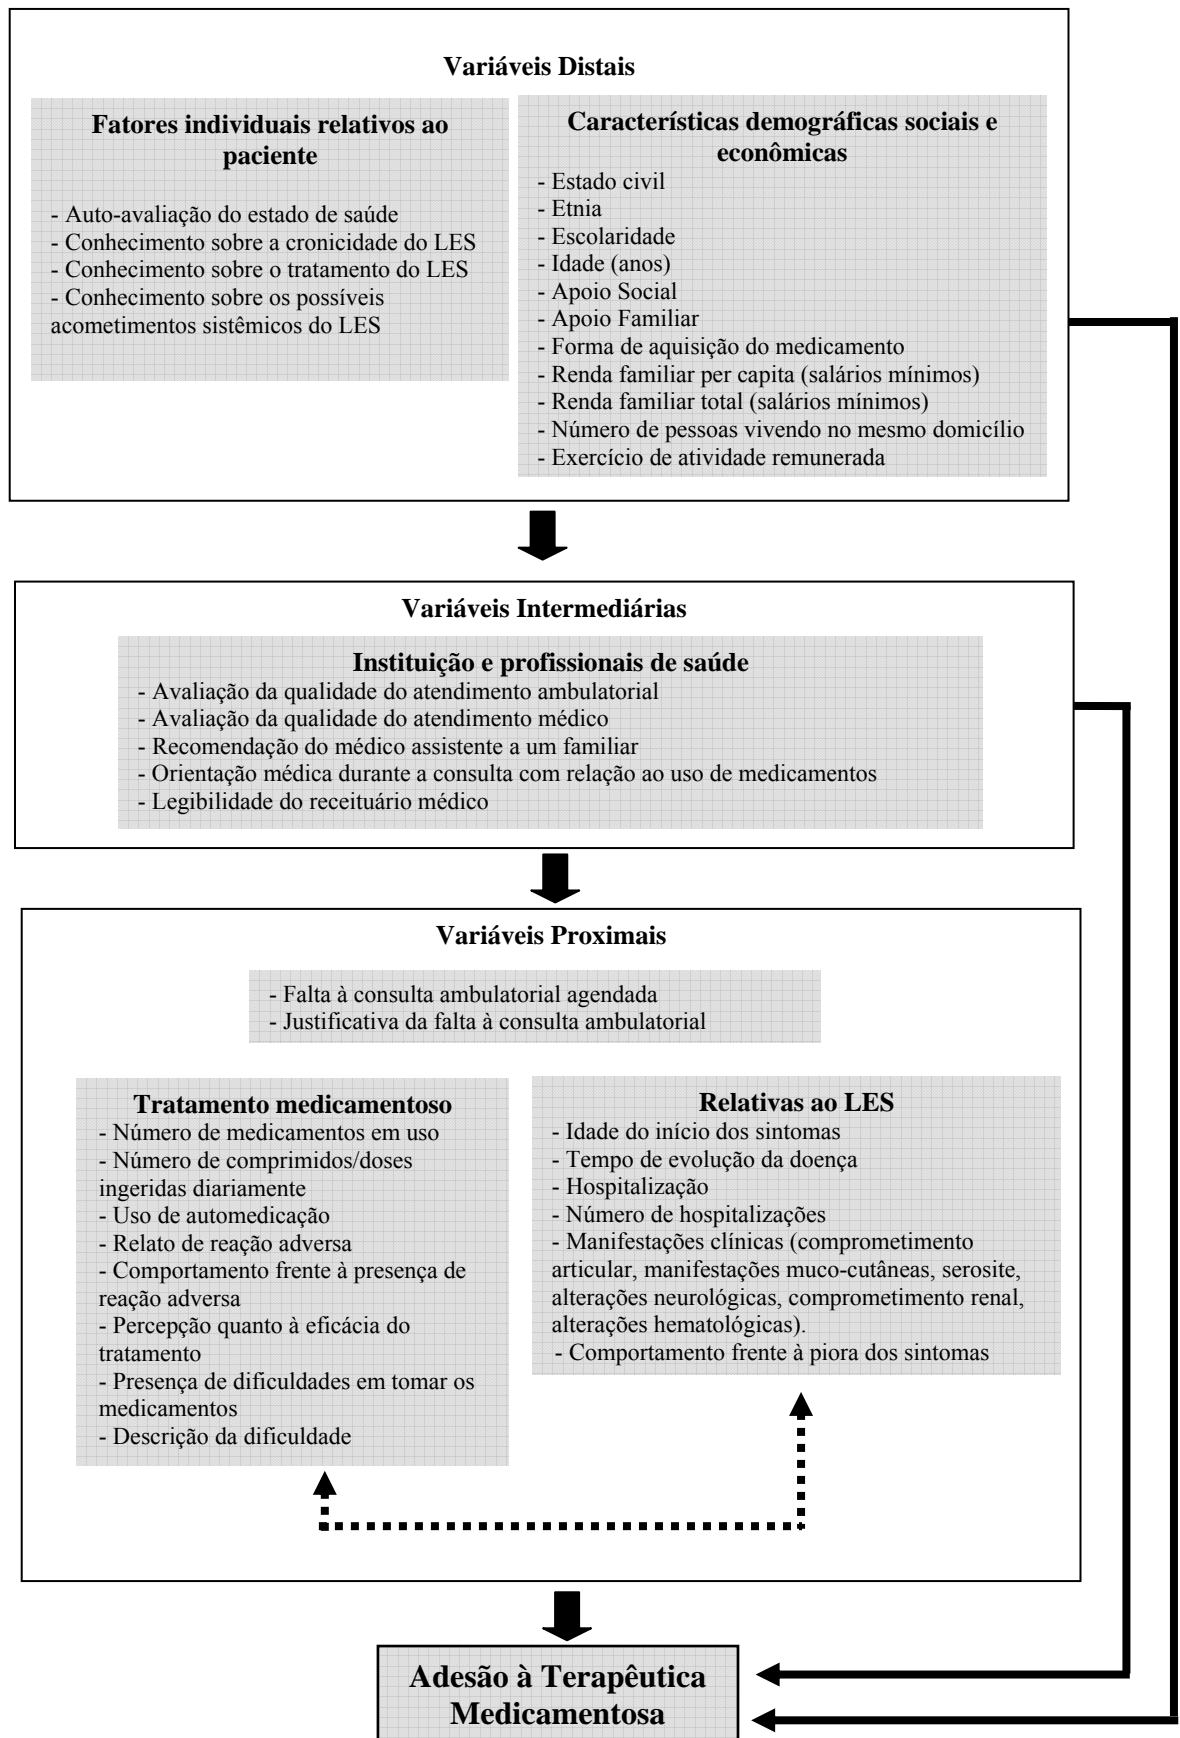 Variáveis Distais
Fatores individuais relativos ao
paciente
- Auto-avaliação do estado de saúde
- Conhecimento sobre a cronicidade do LES
- Conhecimento sobre o tratamento do LES
- Conhecimento sobre os possíveis
acometimentos sistêmicos do LES
Características demográficas sociais e
econômicas
- Estado civil
- Etnia
- Escolaridade
- Idade (anos)
- Apoio Social
- Apoio Familiar
- Forma de aquisição do medicamento
- Renda familiar per capita (salários mínimos)
- Renda familiar total (salários mínimos)
- Número de pessoas vivendo no mesmo domicílio
- Exercício de atividade remunerada
Variáveis Intermediárias
Instituição e profissionais de saúde
- Avaliação da qualidade do atendimento ambulatorial
- Avaliação da qualidade do atendimento médico
- Recomendação do médico assistente a um familiar
- Orientação médica durante a consulta com relação ao uso de medicamentos
- Legibilidade do receituário médico
Variáveis Proximais
- Falta à consulta ambulatorial agendada
- Justificativa da falta à consulta ambulatorial
Tratamento medicamentoso
- Número de medicamentos em uso
- Número de comprimidos/doses
ingeridas diariamente
- Uso de automedicação
- Relato de reação adversa
- Comportamento frente à presença de
reação adversa
- Percepção quanto à eficácia do
tratamento
- Presença de dificuldades em tomar os
medicamentos
- Descrição da dificuldade
Relativas ao LES
- Idade do início dos sintomas
- Tempo de evolução da doença
- Hospitalização
- Número de hospitalizações
- Manifestações clínicas (comprometimento
articular, manifestações muco-cutâneas, serosite,
alterações neurológicas, comprometimento renal,
alterações hematológicas).
- Comportamento frente à piora dos sintomas
Adesão à Terapêutica
Medicamentosa